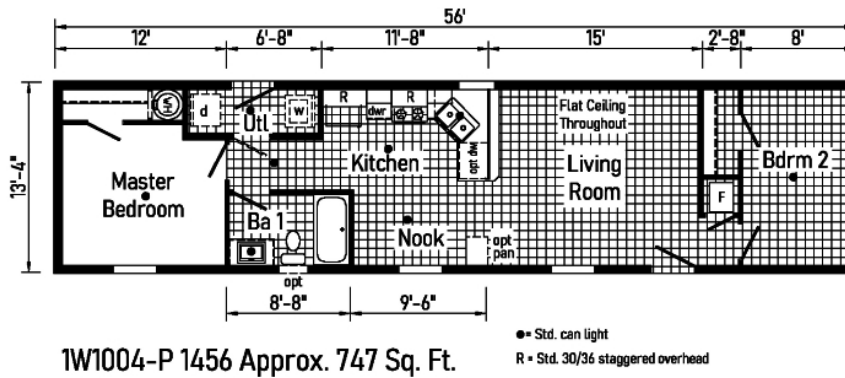 56'
12' 6'-8" 11'-8" 15' 2'-8" 8'
13'-4"
WH
d
Utl
w
R
dwr
R
opt dw
Flat Ceiling
Throughout
Kitchen
Living
Room
Bdrm 2
Master
Bedroom
F
Ba 1
Nook
opt
pan
opt
8'-8" 9'-6"
1W1004-P 1456 Approx. 747 Sq. Ft.
●= Std. can light
R = Std. 30/36 staggered overhead